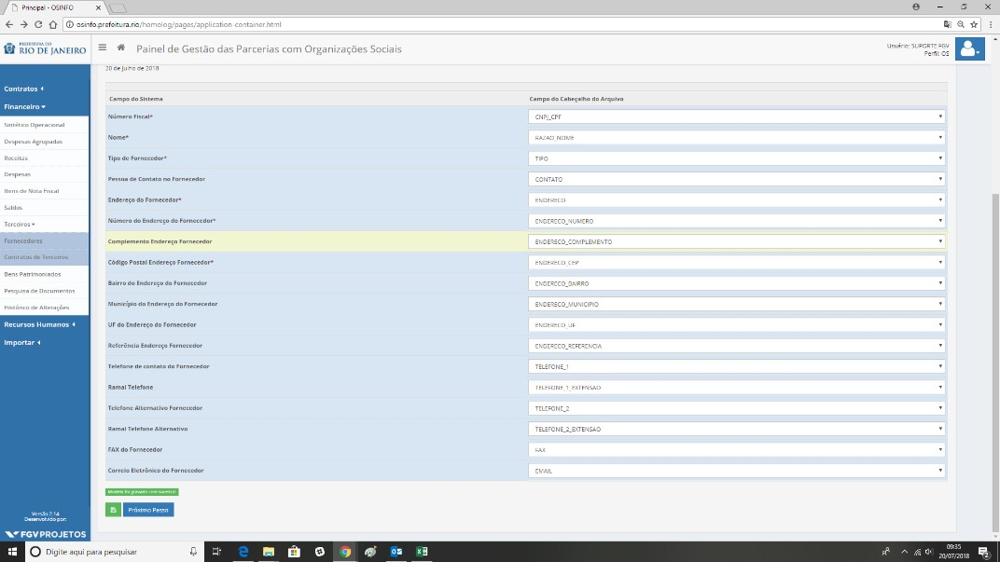 Principal - OSINFO
osinfo.prefeitura.rio/homolog/pages/application-container.html
PREFEITURA DO
RIO DE JANEIRO
Painel de Gestão das Parcerias com Organizações Sociais
Usuário: SUPORTE FGV
Perfil: OS
20 de Julho de 2018
Contratos
Financeiro
Sintético Operacional
Despesas Agrupadas
Receitas
Despesas
Itens de Nota Fiscal
Saldos
Terceiros
Fornecedores
Contratos de Terceiros
Bens Patrimoniados
Pesquisa de Documentos
Histórico de Alterações
Recursos Humanos
Importar
Versão 2.14
Desenvolvido por:
FGV PROJETOS
Campo do Sistema Campo do Cabeçalho do Arquivo
Número Fiscal* CNPJ_CPF
Nome* RAZAO_NOME
Tipo de Fornecedor* TIPO
Pessoa de Contato no Fornecedor CONTATO
Endereço do Fornecedor* ENDERECO
Número do Endereço do Fornecedor* ENDERECO_NUMERO
Complemento Endereço Fornecedor ENDERECO_COMPLEMENTO
Código Postal Endereço Fornecedor* ENDERECO_CEP
Bairro do Endereço do Fornecedor ENDERECO_BAIRRO
Município do Endereço do Fornecedor ENDERECO_MUNICIPIO
UF do Endereço do Fornecedor ENDERECO_UF
Referência Endereço Fornecedor ENDERECO_REFERENCIA
Telefone de contato do Fornecedor TELEFONE_1
Ramal Telefone TELEFONE_1_EXTENSAO
Telefone Alternativo Fornecedor TELEFONE_2
Ramal Telefone Alternativo TELEFONE_2_EXTENSAO
FAX do Fornecedor FAX
Correio Eletrônico do Fornecedor EMAIL
Modelo foi gravado com sucesso!
Próximo Passo
Digite aqui para pesquisar
09:35
20/07/2018
2